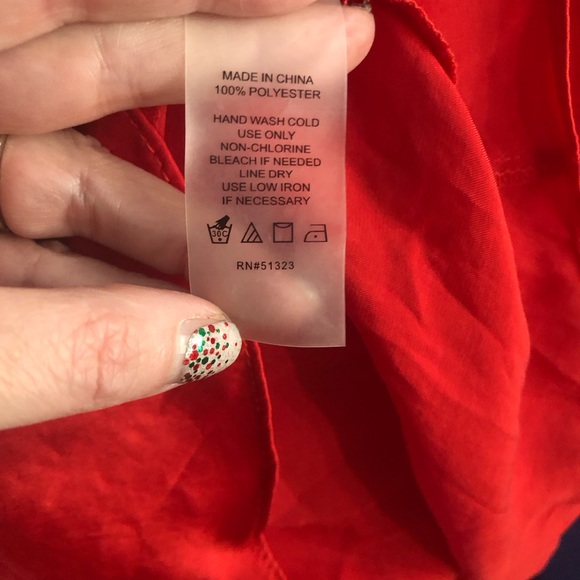 MADE IN CHINA
100% POLYESTER
HAND WASH COLD
USE ONLY
NON-CHLORINE
BLEACH IF NEEDED
LINE DRY
USE LOW IRON
IF NECESSARY
30C
RN#51323